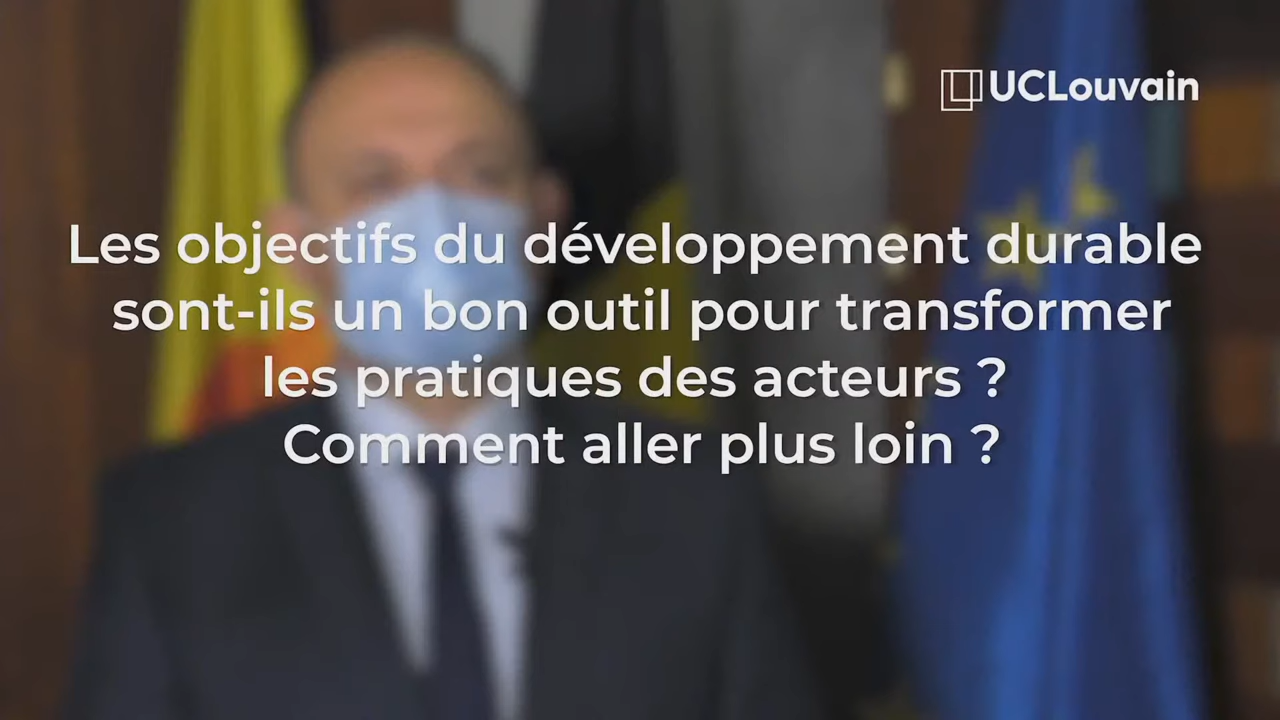 UCLouvain
Les objectifs du développement durable
sont-ils un bon outil pour transformer
les pratiques des acteurs ?
Comment aller plus loin ?